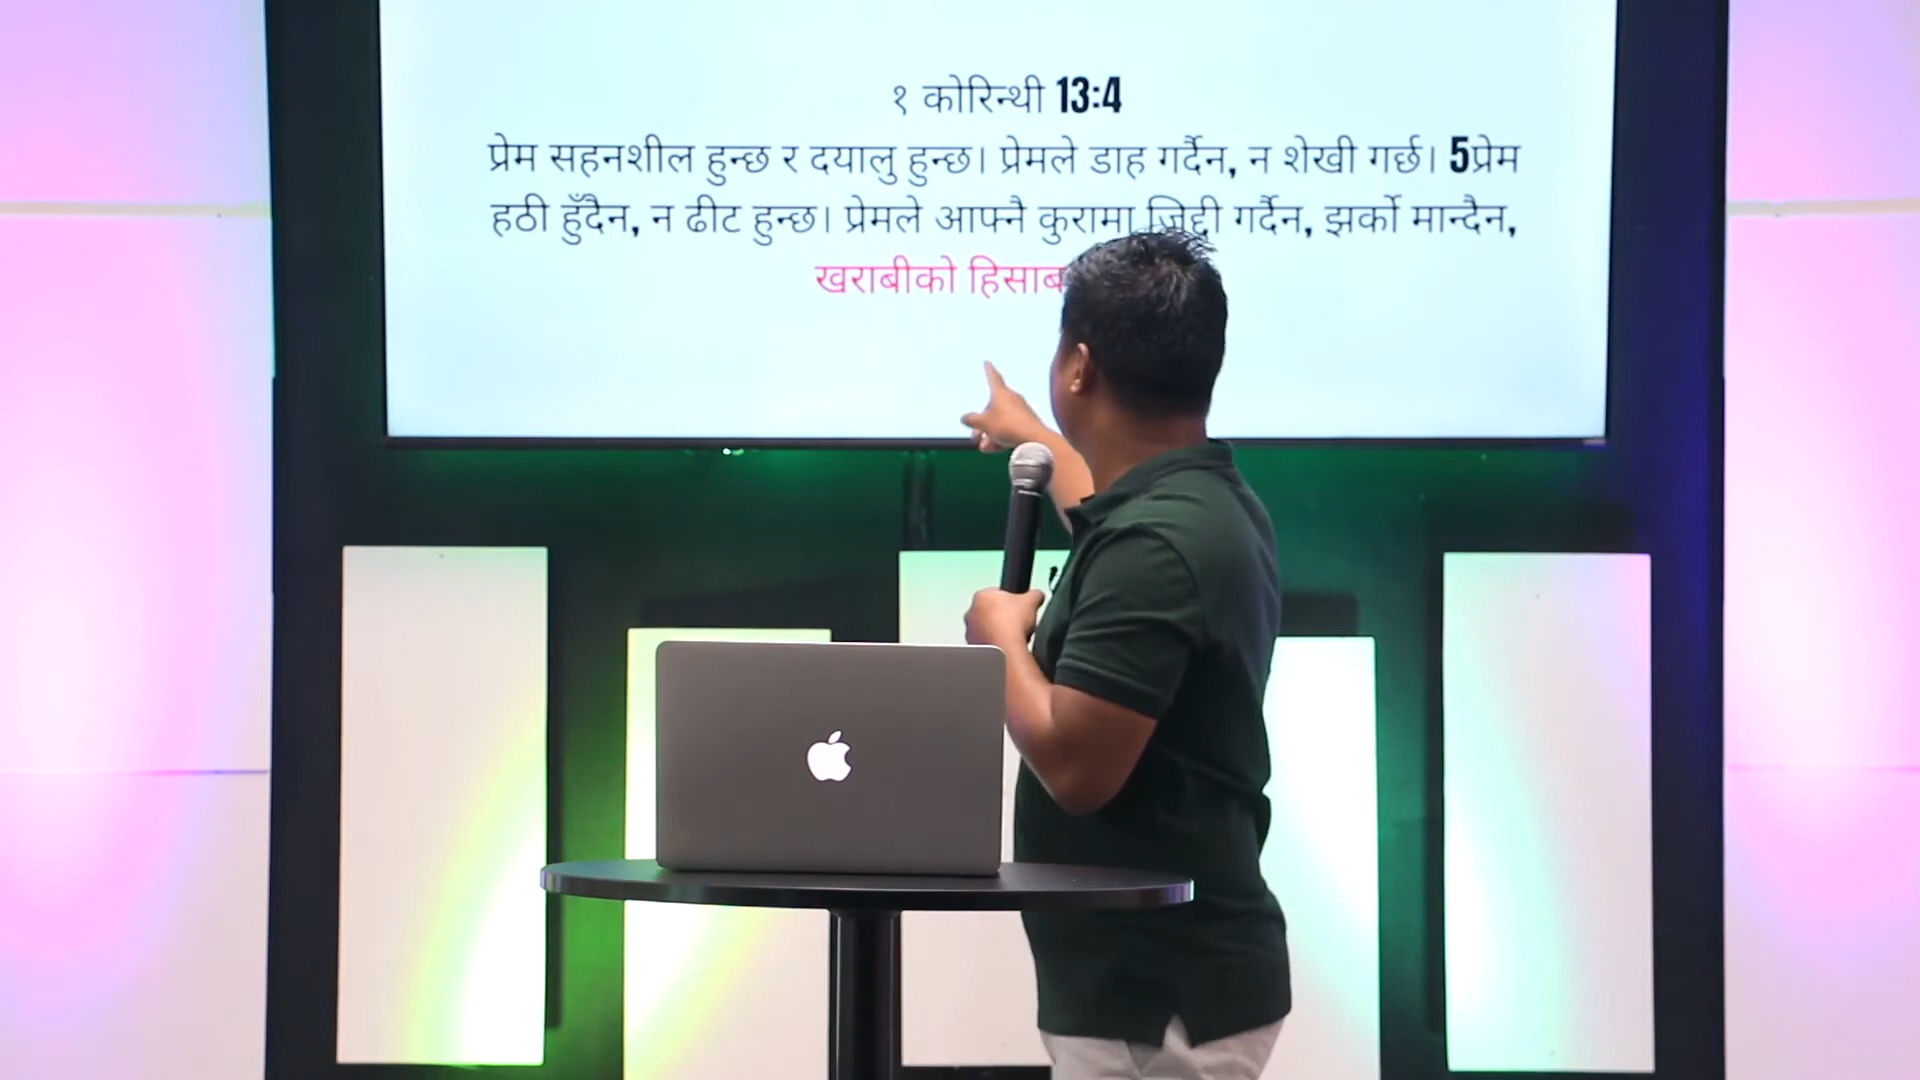 १ कोरिन्थी 13:4
प्रेम सहनशील हुन्छ र दयालु हुन्छ। प्रेमले डाह गर्दैन, न शेखी गर्छ। 5प्रेम
हठी हुँदैन, न ढीट हुन्छ। प्रेमले आफ्नै कुरामा जिद्दी गर्दैन, झर्को मान्दैन,
खराबीको हिसाब